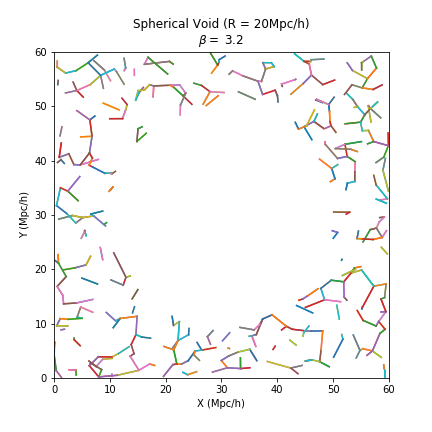 Spherical Void (R = 20Mpc/h)
β = 3.2
60
50
40
30
20
10
0
Y (Mpc/h)
0 10 20 30 40 50 60
X (Mpc/h)